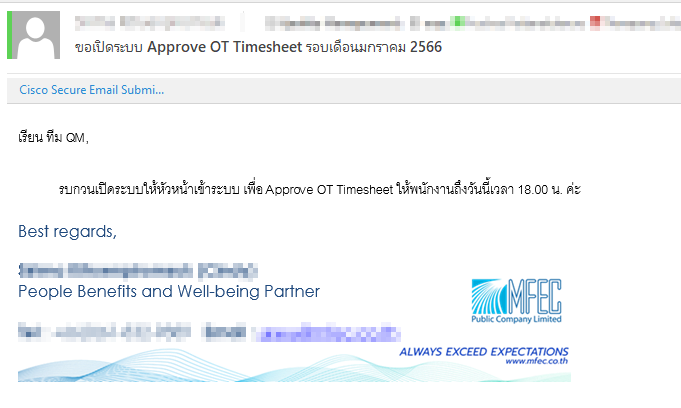 ขอเปิดระบบ Approve OT Timesheet รอบเดือนมกราคม 2566
Cisco Secure Email Submi...
เรียน ทีม QM,
รบกวนเปิดระบบให้หัวหน้าเข้าระบบ เพื่อ Approve OT Timesheet ให้พนักงานถึงวันนี้เวลา 18.00 น. ค่ะ
Best regards,
People Benefits and Well-being Partner
MFEC
Public Company Limited
ALWAYS EXCEED EXPECTATIONS
www.mfec.co.th